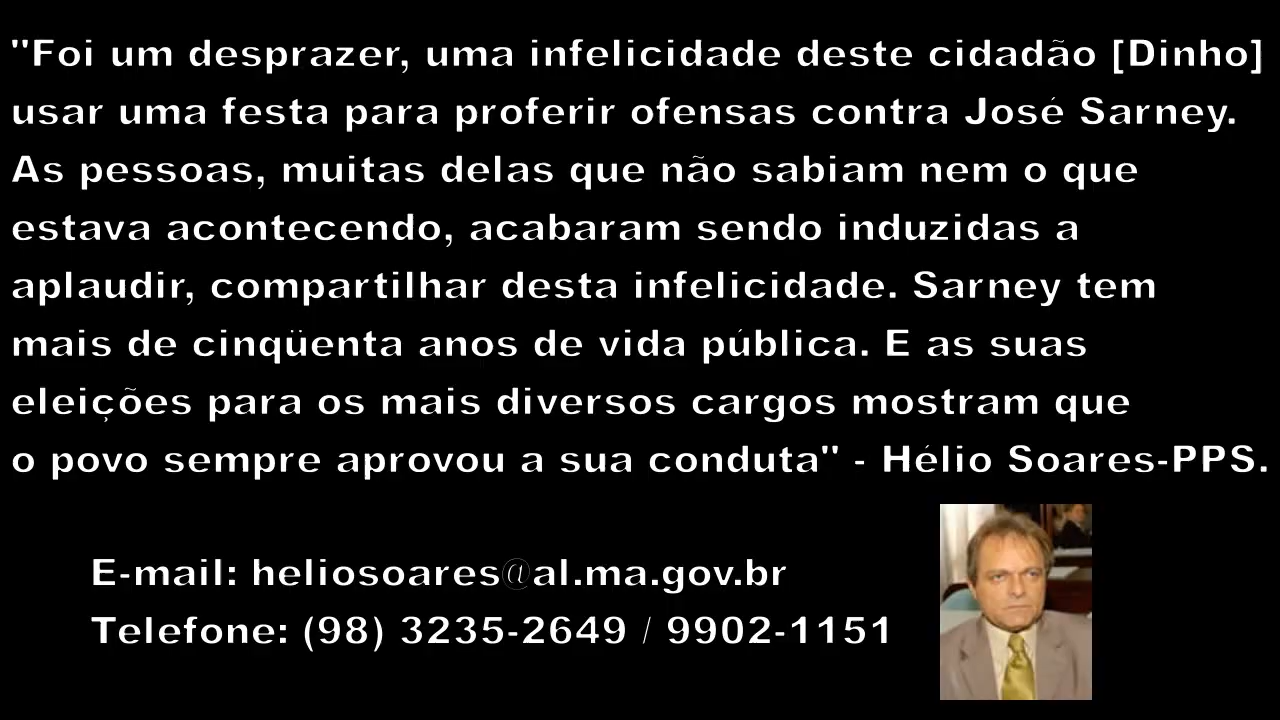 "Foi um desprazer, uma infelicidade deste cidadão [Dinho]
usar uma festa para proferir ofensas contra José Sarney.
As pessoas, muitas delas que não sabiam nem o que
estava acontecendo, acabaram sendo induzidas a
aplaudir, compartilhar desta infelicidade. Sarney tem
mais de cinqüenta anos de vida pública. E as suas
eleições para os mais diversos cargos mostram que
o povo sempre aprovou a sua conduta" - Hélio Soares-PPS.
E-mail: heliosoares@al.ma.gov.br
Telefone: (98) 3235-2649 / 9902-1151